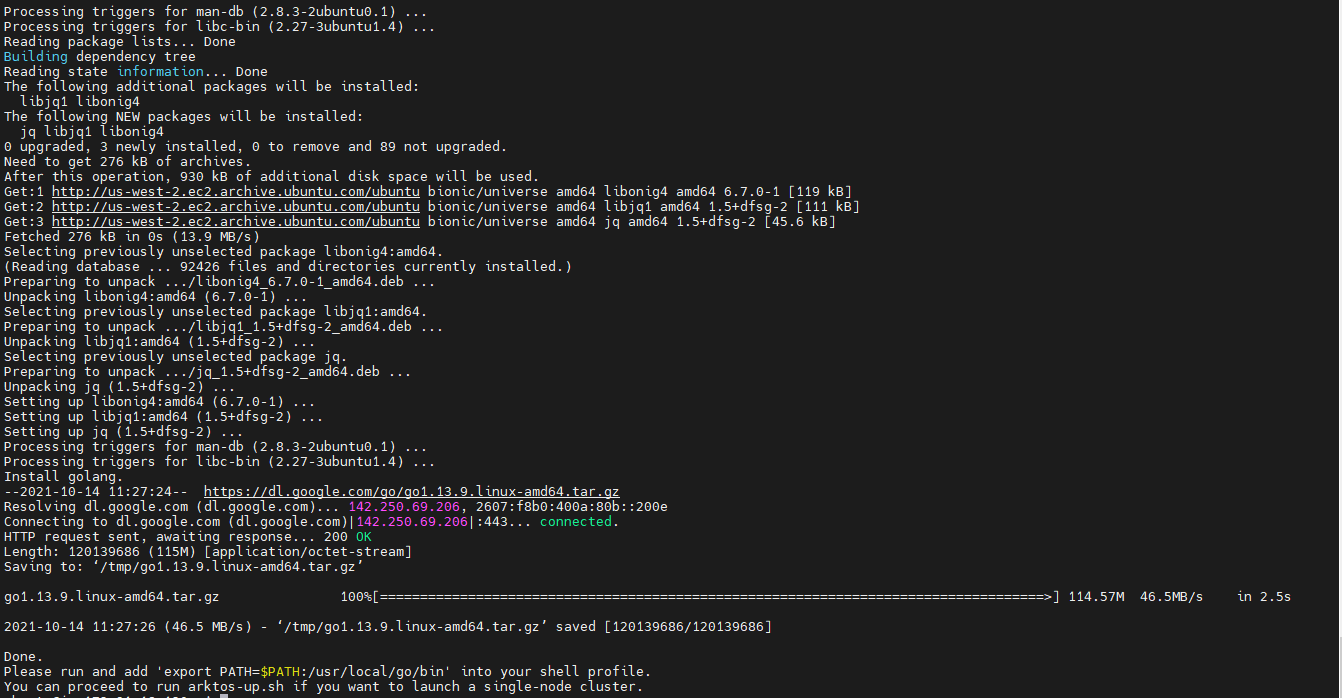 Processing triggers for man-db (2.8.3-2ubuntu0.1) ...
Processing triggers for libc-bin (2.27-3ubuntu1.4) ...
Reading package lists... Done
Building dependency tree
Reading state information... Done
The following additional packages will be installed:
  libjq1 libonig4
The following NEW packages will be installed:
  jq libjq1 libonig4
0 upgraded, 3 newly installed, 0 to remove and 89 not upgraded.
Need to get 276 kB of archives.
After this operation, 930 kB of additional disk space will be used.
Get:1 http://us-west-2.ec2.archive.ubuntu.com/ubuntu bionic/universe amd64 libonig4 amd64 6.7.0-1 [119 kB]
Get:2 http://us-west-2.ec2.archive.ubuntu.com/ubuntu bionic/universe amd64 libjq1 amd64 1.5+dfsg-2 [111 kB]
Get:3 http://us-west-2.ec2.archive.ubuntu.com/ubuntu bionic/universe amd64 jq amd64 1.5+dfsg-2 [45.6 kB]
Fetched 276 kB in 0s (13.9 MB/s)
Selecting previously unselected package libonig4:amd64.
(Reading database ... 92426 files and directories currently installed.)
Preparing to unpack .../libonig4_6.7.0-1_amd64.deb ...
Unpacking libonig4:amd64 (6.7.0-1) ...
Selecting previously unselected package libjq1:amd64.
Preparing to unpack .../libjq1_1.5+dfsg-2_amd64.deb ...
Unpacking libjq1:amd64 (1.5+dfsg-2) ...
Selecting previously unselected package jq.
Preparing to unpack .../jq_1.5+dfsg-2_amd64.deb ...
Unpacking jq (1.5+dfsg-2) ...
Setting up libonig4:amd64 (6.7.0-1) ...
Setting up libjq1:amd64 (1.5+dfsg-2) ...
Setting up jq (1.5+dfsg-2) ...
Processing triggers for man-db (2.8.3-2ubuntu0.1) ...
Processing triggers for libc-bin (2.27-3ubuntu1.4) ...
Install golang.
--2021-10-14 11:27:24--  https://dl.google.com/go/go1.13.9.linux-amd64.tar.gz
Resolving dl.google.com (dl.google.com)... 142.250.69.206, 2607:f8b0:400a:80b::200e
Connecting to dl.google.com (dl.google.com)|142.250.69.206|:443... connected.
HTTP request sent, awaiting response... 200 OK
Length: 120139686 (115M) [application/octet-stream]
Saving to: ‘/tmp/go1.13.9.linux-amd64.tar.gz’
go1.13.9.linux-amd64.tar.gz 100%[===================================================================================>] 114.57M 46.5MB/s in 2.5s
2021-10-14 11:27:26 (46.5 MB/s) - ‘/tmp/go1.13.9.linux-amd64.tar.gz’ saved [120139686/120139686]
Done.
Please run and add 'export PATH=$PATH:/usr/local/go/bin' into your shell profile.
You can proceed to run arktos-up.sh if you want to launch a single-node cluster.